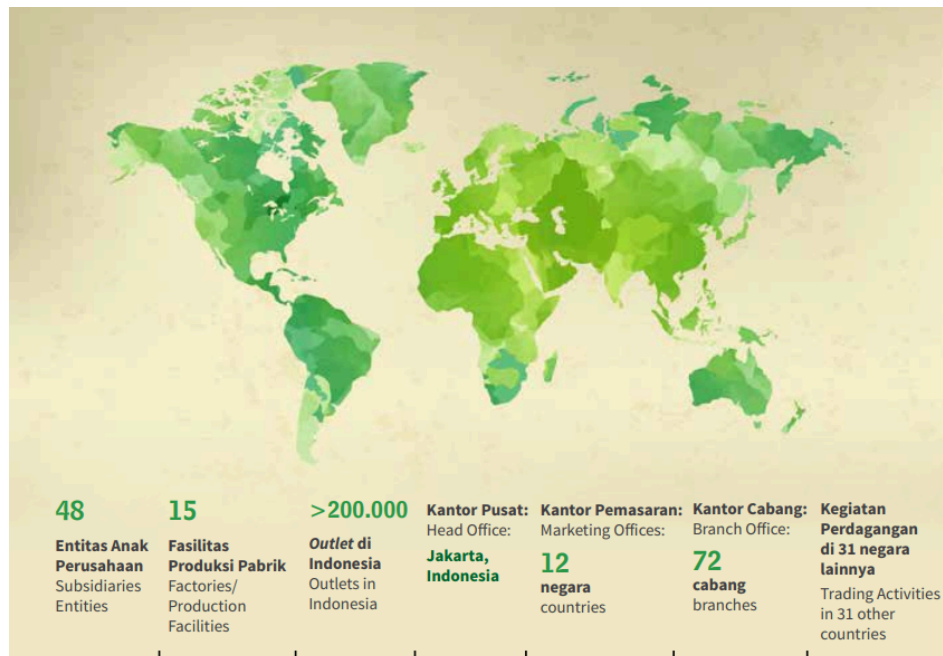 48
Entitas Anak
Perusahaan
Subsidiaries
Entities
15
Fasilitas
Produksi Pabrik
Factories/
Production
Facilities
>200.000
Outlet di
Indonesia
Outlets in
Indonesia
Kantor Pusat:
Head Office:
Jakarta,
Indonesia
Kantor Pemasaran:
Marketing Offices:
12
negara
countries
Kantor Cabang:
Branch Office:
72
cabang
branches
Kegiatan
Perdagangan
di 31 negara
lainnya
Trading Activities
in 31 other
countries